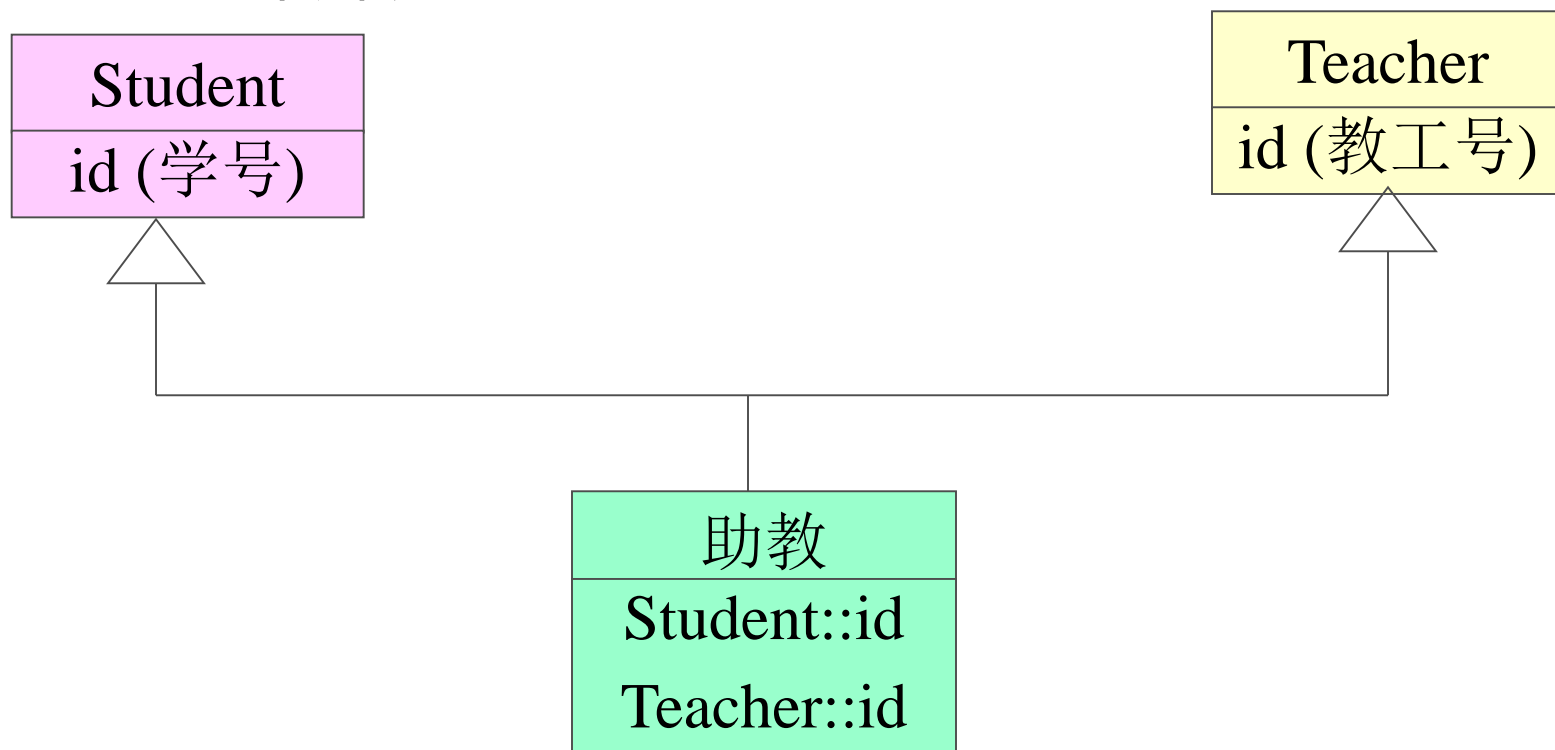 Student
id (学号)
Teacher
id (教工号)
助教
Student::id
Teacher::id